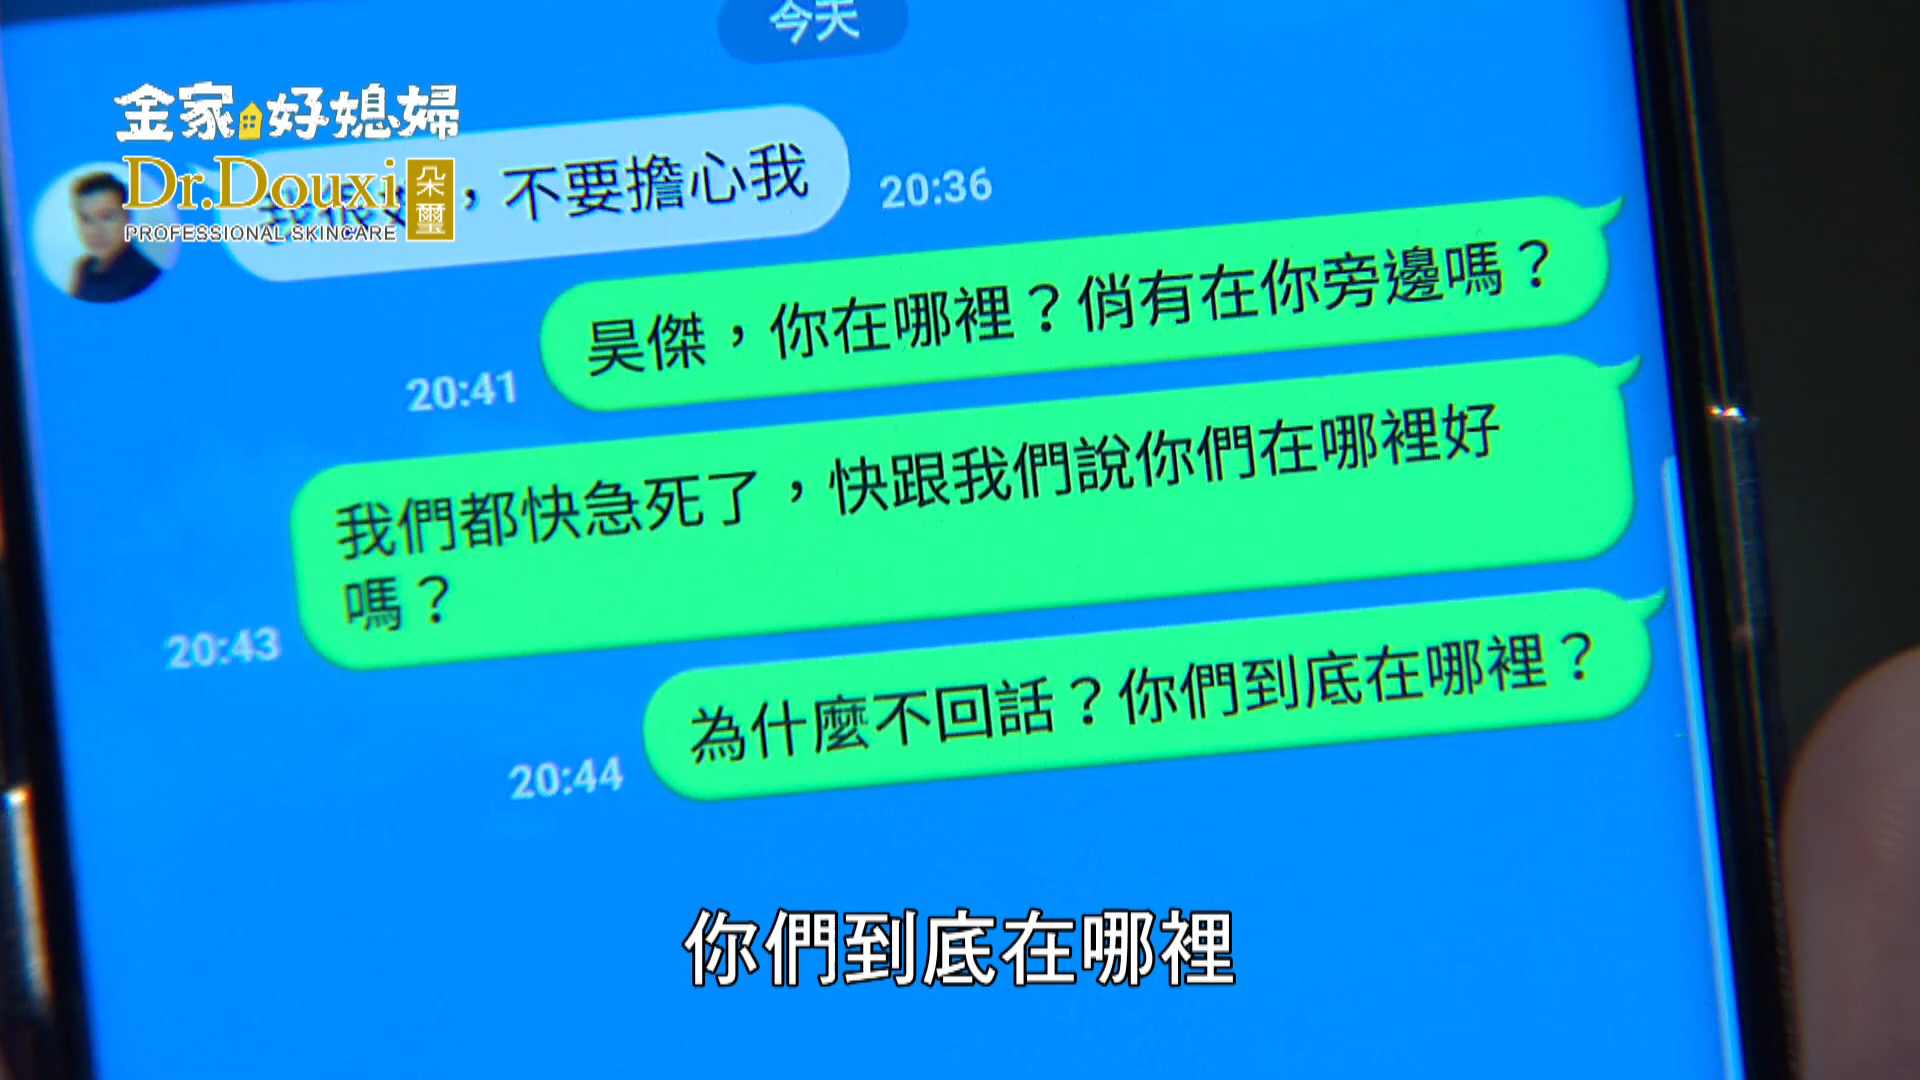 今天
金家好媳婦
Dr.Douxi 朵璽
PROFESSIONAL SKINCARE
我很好，不要擔心我
20:36
昊傑，你在哪裡？俏有在你旁邊嗎？
20:41
我們都快急死了，快跟我們說你們在哪裡好
嗎？
20:43
為什麼不回話？你們到底在哪裡？
20:44
你們到底在哪裡